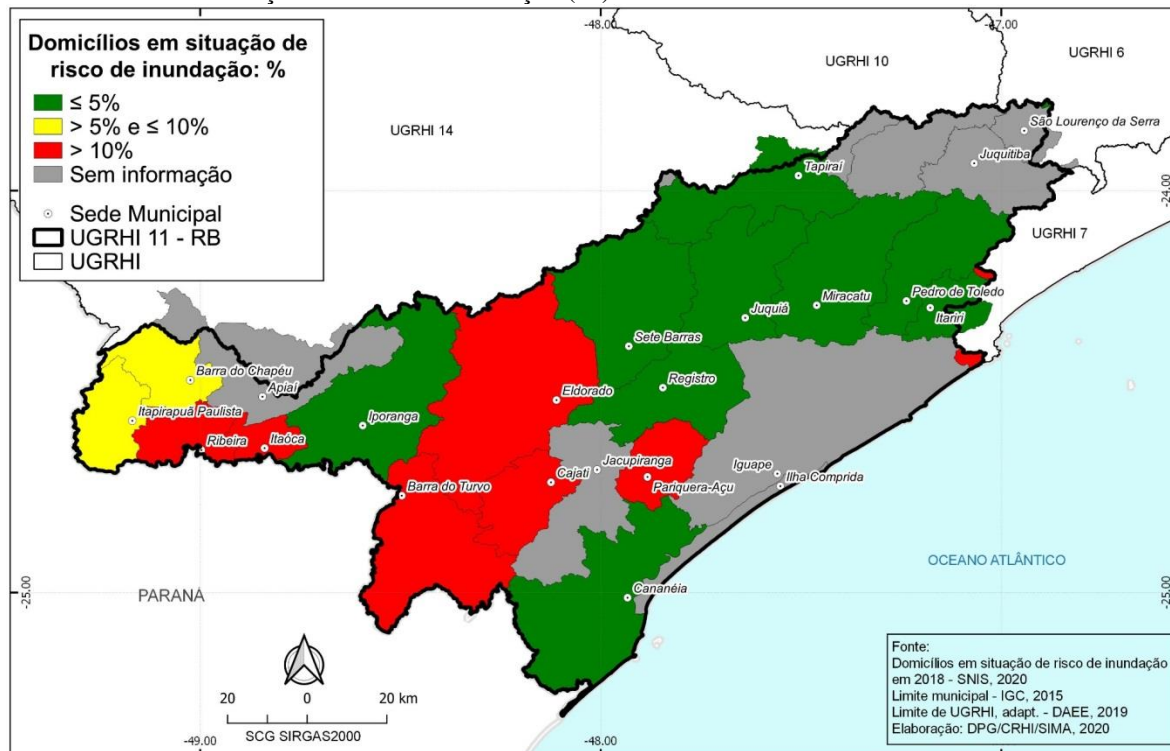 Domicílios em situação de
risco de inundação: %
≤ 5%
> 5% e ≤ 10%
> 10%
Sem informação
Sede Municipal
UGRHI 11 - RB
UGRHI
-48.00
-47.00
UGRHI 6
UGRHI 10
UGRHI 14
São Lourenço da Serra
Juquitiba
Tapiraí
-24.00
UGRHI 7
Pedro de Toledo
Miracatu
Itariri
Juquiá
Sete Barras
Barra do Chapéu
Registro
Apiaí
Eldorado
Itapirapuã Paulista
Iporanga
Ribeira
Itaóca
Jacupiranga
Iguape
Cajati
Pariquera-Açu
Ilha Comprida
Barra do Turvo
OCEANO ATLÂNTICO
PARANÁ
Cananéia
-25.00
20 0 20 km
SCG SIRGAS2000
-49.00
-48.00
Fonte:
Domicílios em situação de risco de inundação
em 2018 - SNIS, 2020
Limite municipal - IGC, 2015
Limite de UGRHI, adapt. - DAEE, 2019
Elaboração: DPG/CRHI/SIMA, 2020